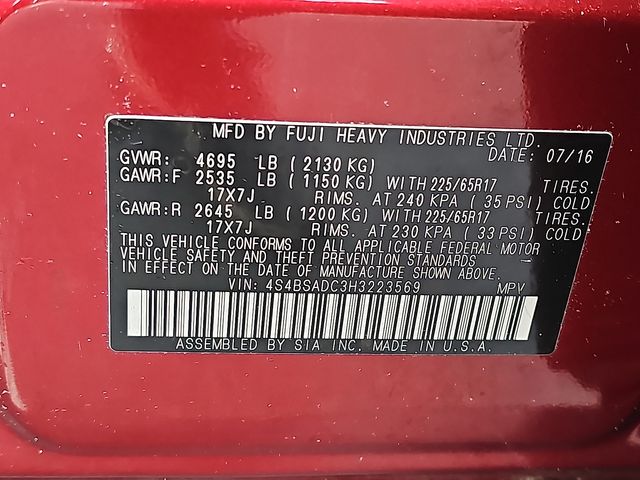 MFD BY FUJI HEAVY INDUSTRIES LTD.
DATE: 07/16
GVWR: 4695 LB (2130 KG)
GAWR:F 2535 LB (1150 KG) WITH 225/65R17 TIRES.
17X7J RIMS. AT 240 KPA (35 PSI) COLD
GAWR:R 2645 LB (1200 KG) WITH 225/65R17 TIRES.
17X7J RIMS. AT 230 KPA (33 PSI) COLD
THIS VEHICLE CONFORMS TO ALL APPLICABLE FEDERAL MOTOR
VEHICLE SAFETY AND THEFT PREVENTION STANDARDS
IN EFFECT ON THE DATE OF MANUFACTURE SHOWN ABOVE.
VIN: 4S4BSADC3H3223569 MPV
ASSEMBLED BY SIA INC. MADE IN U.S.A.